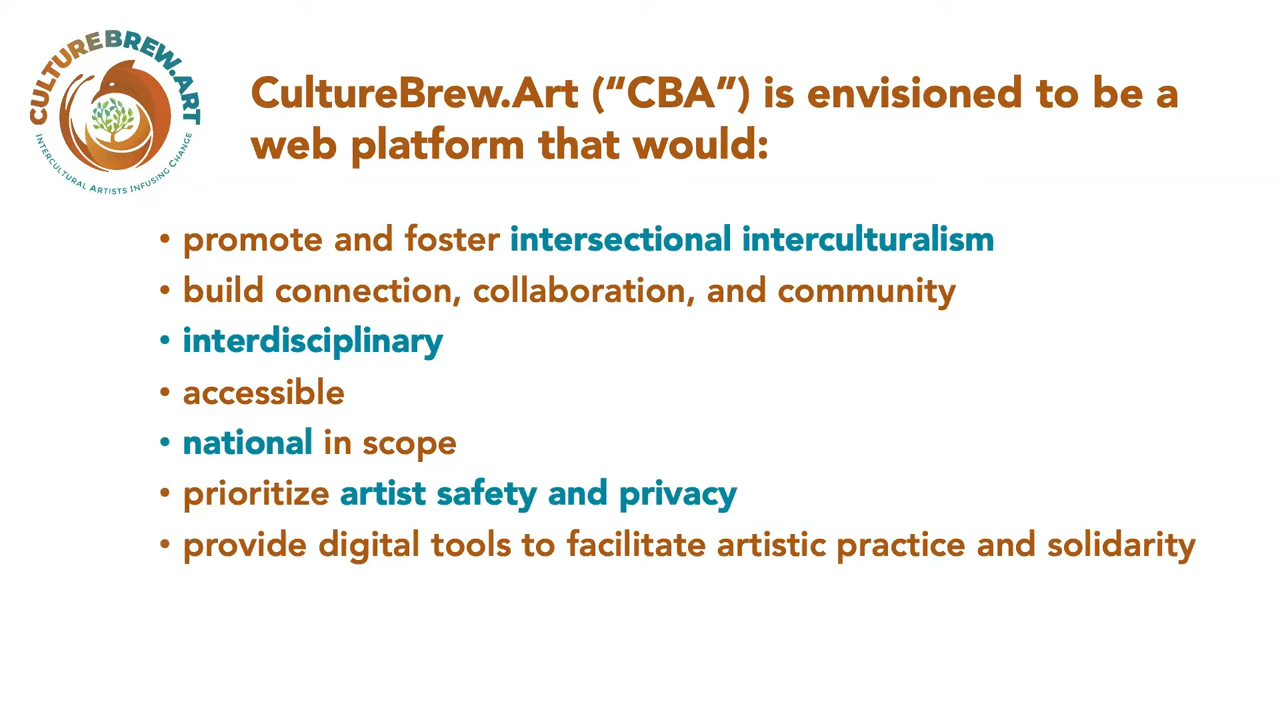 CULTUREBREW.ART
INTERCULTURAL ARTISTS INFUSING CHANGE
CultureBrew.Art (“CBA”) is envisioned to be a
web platform that would:
• promote and foster intersectional interculturalism
• build connection, collaboration, and community
• interdisciplinary
• accessible
• national in scope
• prioritize artist safety and privacy
• provide digital tools to facilitate artistic practice and solidarity